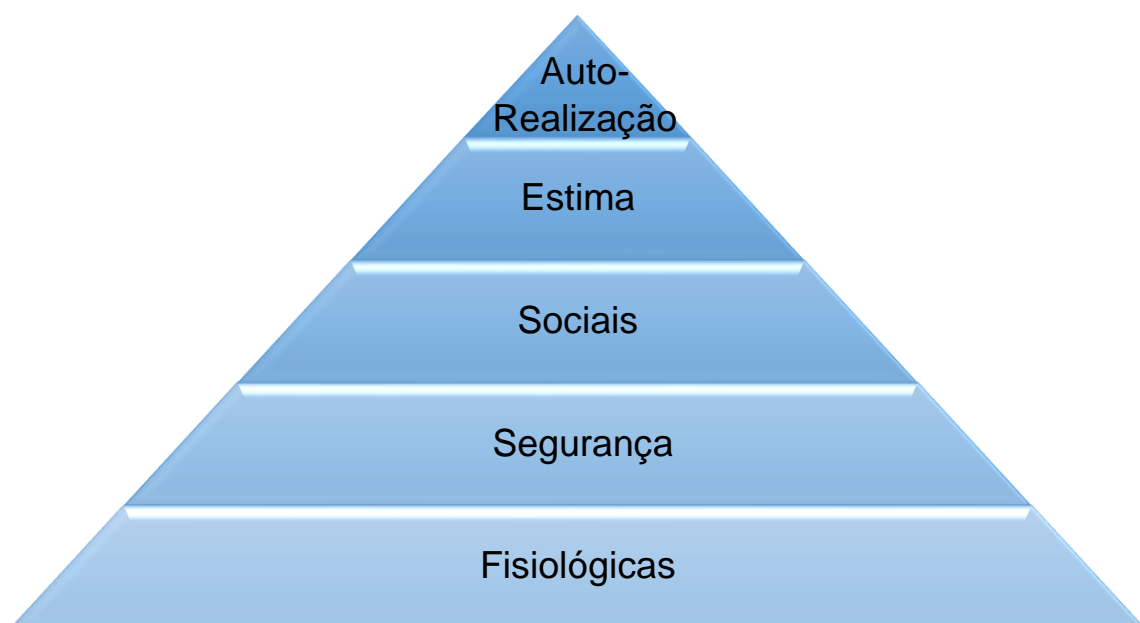 Auto-
Realização
Estima
Sociais
Segurança
Fisiológicas